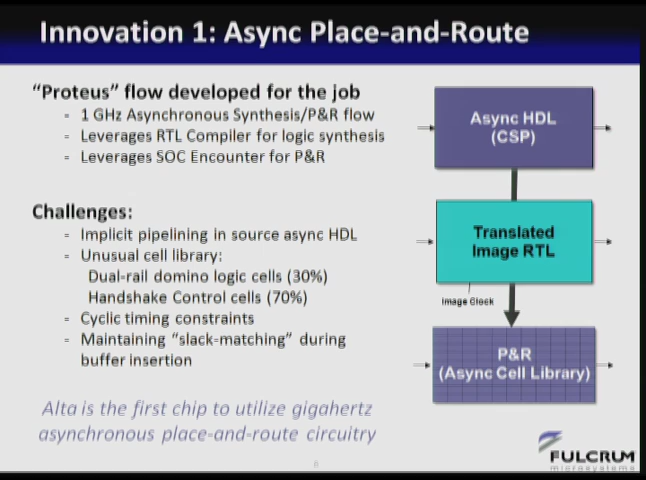 Innovation 1: Async Place-and-Route
“Proteus” flow developed for the job
- 1 GHz Asynchronous Synthesis/P&R flow
- Leverages RTL Compiler for logic synthesis
- Leverages SOC Encounter for P&R
Challenges:
- Implicit pipelining in source async HDL
- Unusual cell library:
Dual-rail domino logic cells (30%)
Handshake Control cells (70%)
- Cyclic timing constraints
- Maintaining “slack-matching” during
buffer insertion
Alta is the first chip to utilize gigahertz
asynchronous place-and-route circuitry
Async HDL
(CSP)
Translated
Image RTL
Image Clock
P&R
(Async Cell Library)
FULCRUM
microsystems